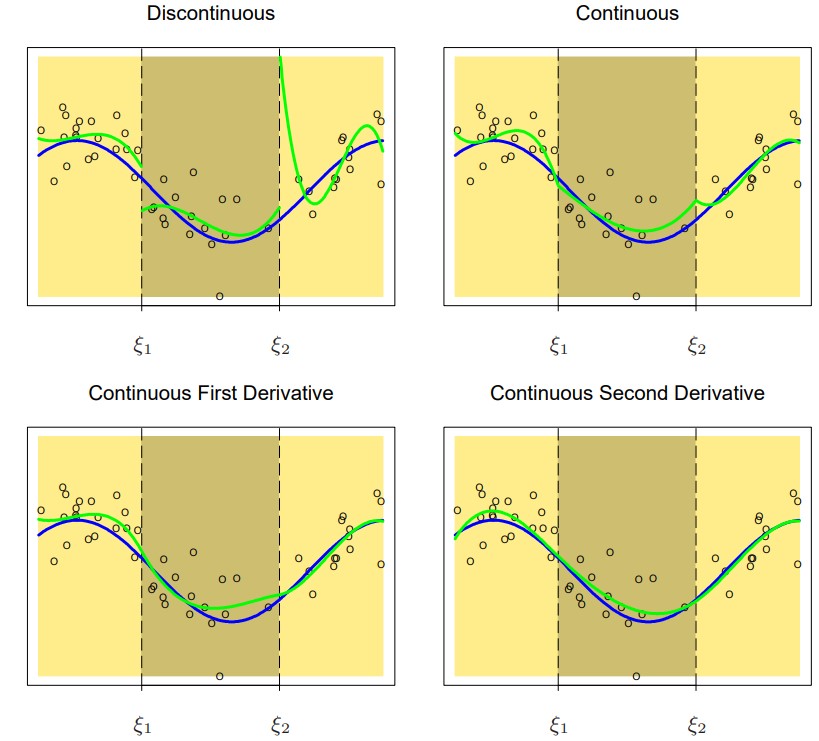 Discontinuous
Continuous
ξ1 ξ2
ξ1 ξ2
Continuous First Derivative
Continuous Second Derivative
ξ1 ξ2
ξ1 ξ2